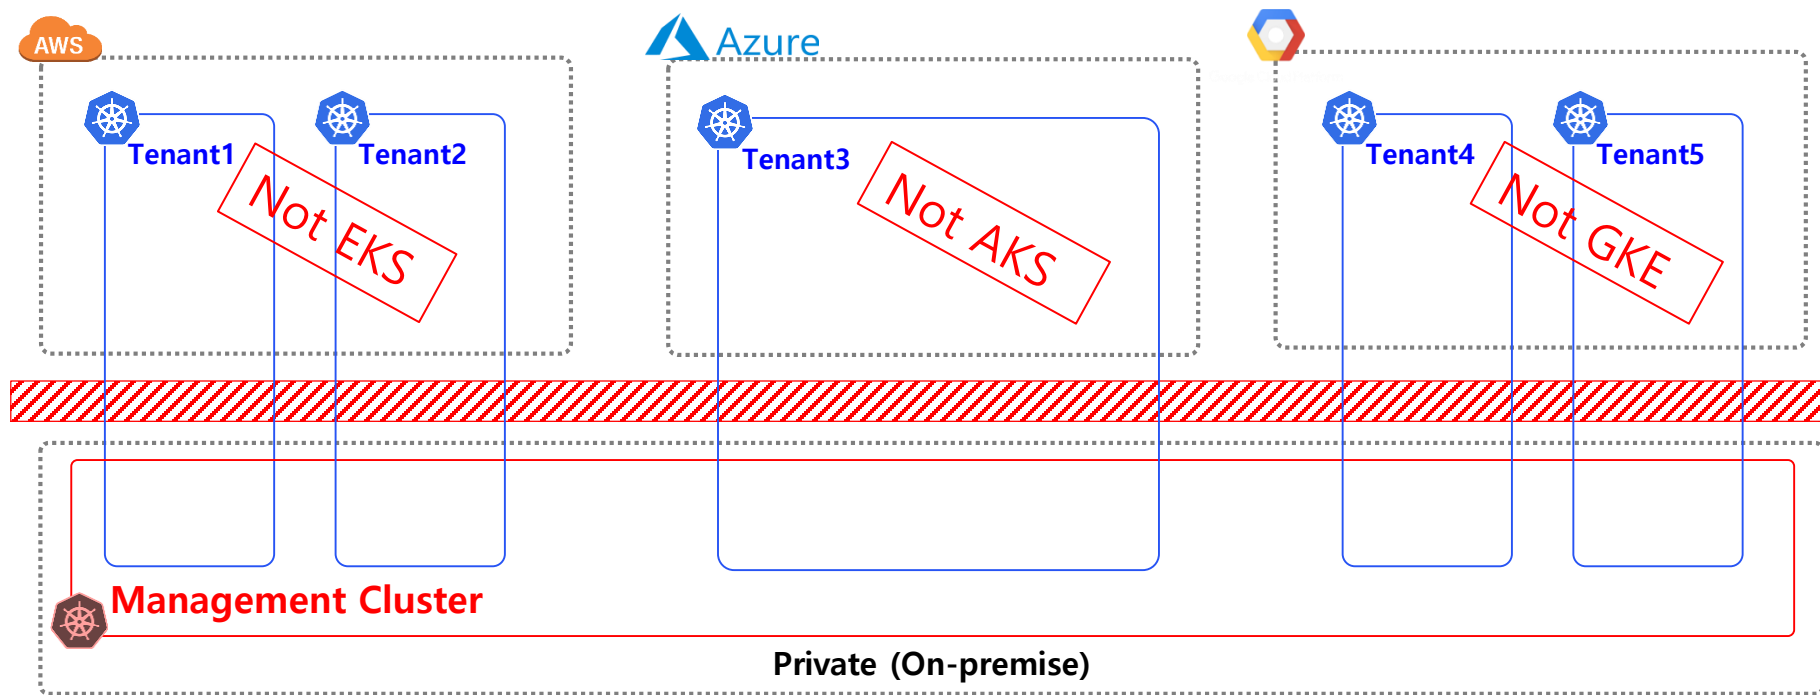 AWS
Azure
Tenant1
Tenant2
Tenant3
Tenant4
Tenant5
Not EKS
Not AKS
Not GKE
Management Cluster
Private (On-premise)